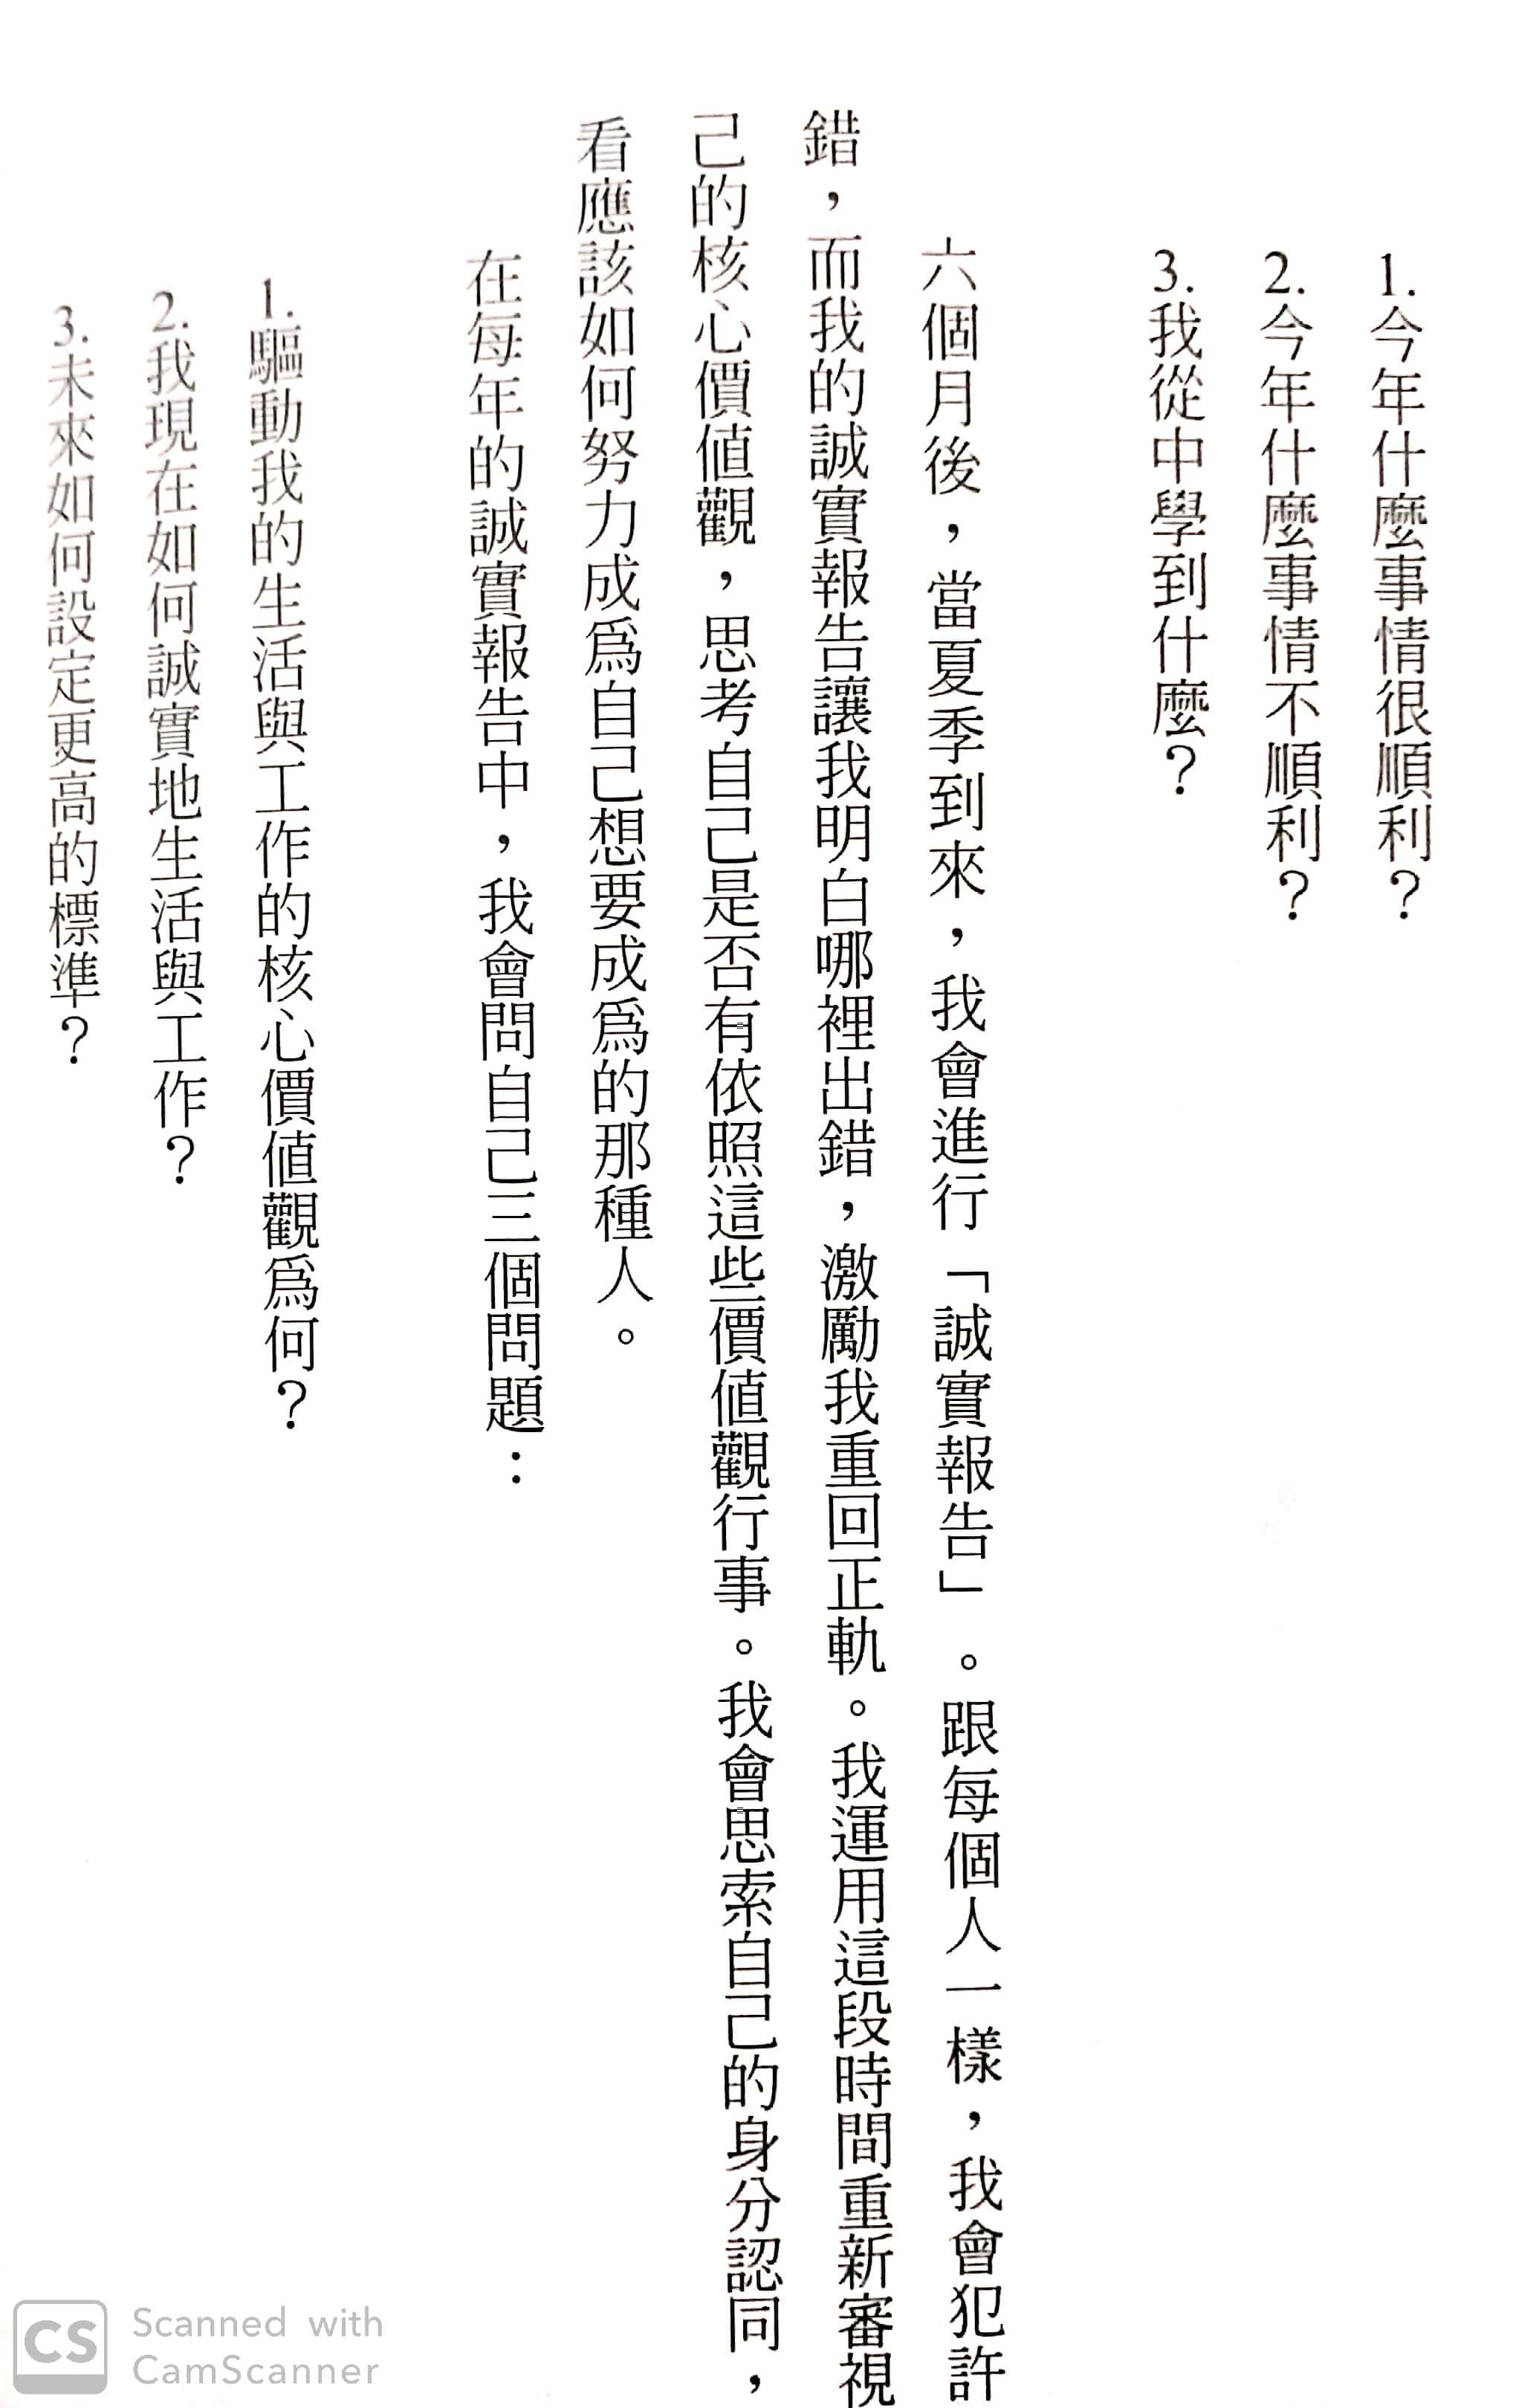 1.今年什麼事情很順利？
2.今年什麼事情不順利？
3.我從中學到什麼？
六個月後，當夏季到來，我會進行「誠實報告」。跟每個人一樣，我會犯許
錯，而我的誠實報告讓我明白哪裡出錯，激勵我重回正軌。我運用這段時間重新審視
己的核心價值觀，思考自己是否有依照這些價值觀行事。我會思索自己的身分認同，
看應該如何努力成為自己想要成為的那種人。
在每年的誠實報告中，我會問自己三個問題：
1.驅動我的生活與工作的核心價值觀為何？
2.我現在如何誠實地生活與工作？
3.未來如何設定更高的標準？
CS
Scanned with
CamScanner